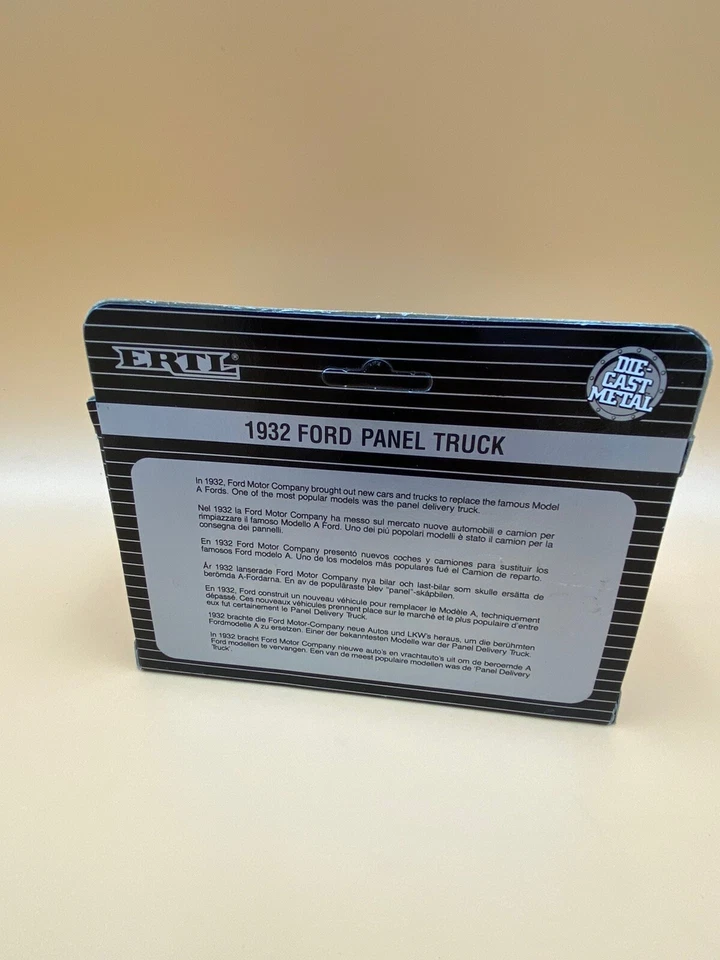 ERTL®
DIE-
CAST
METAL
1932 FORD PANEL TRUCK
In 1932, Ford Motor Company brought out new cars and trucks to replace the famous Model
A Fords. One of the most popular models was the panel delivery truck.
Nel 1932 la Ford Motor Company ha messo sul mercato nuove automobili e camion per
rimpiazzare il famoso Modello A Ford. Uno dei piú popolari modelli è stato il camion per la
consegna dei pannelli.
En 1932 Ford Motor Company presentó nuevos coches y camiones para sustituir los
famosos Ford modelo A. Uno de los modelos más populares fué el Camion de reparto.
År 1932 lanserade Ford Motor Company nya bilar och last-bilar som skulle ersätta de
berömda A-Fordarna. En av de populäraste blev "panel"-skåpbilen.
En 1932, Ford construit un nouveau véhicule pour remplacer le Modèle A, techniquement
dépassé. Ces nouveaux véhicules prennent place sur le marché et le plus populaire d'entre
eux fut certainement le Panel Delivery Truck.
1932 brachte die Ford Motor-Company neue Autos und LKW's heraus, um die berühmten
Fordmodelle A zu ersetzen. Einer der bekanntesten Modelle war der Panel Delivery Truck.
In 1932 bracht Ford Motor Company nieuwe auto's en vrachtauto's uit om de beroemde A
Ford modellen te vervangen. Een van de meest populaire modellen was de 'Panel Delivery
Truck'.